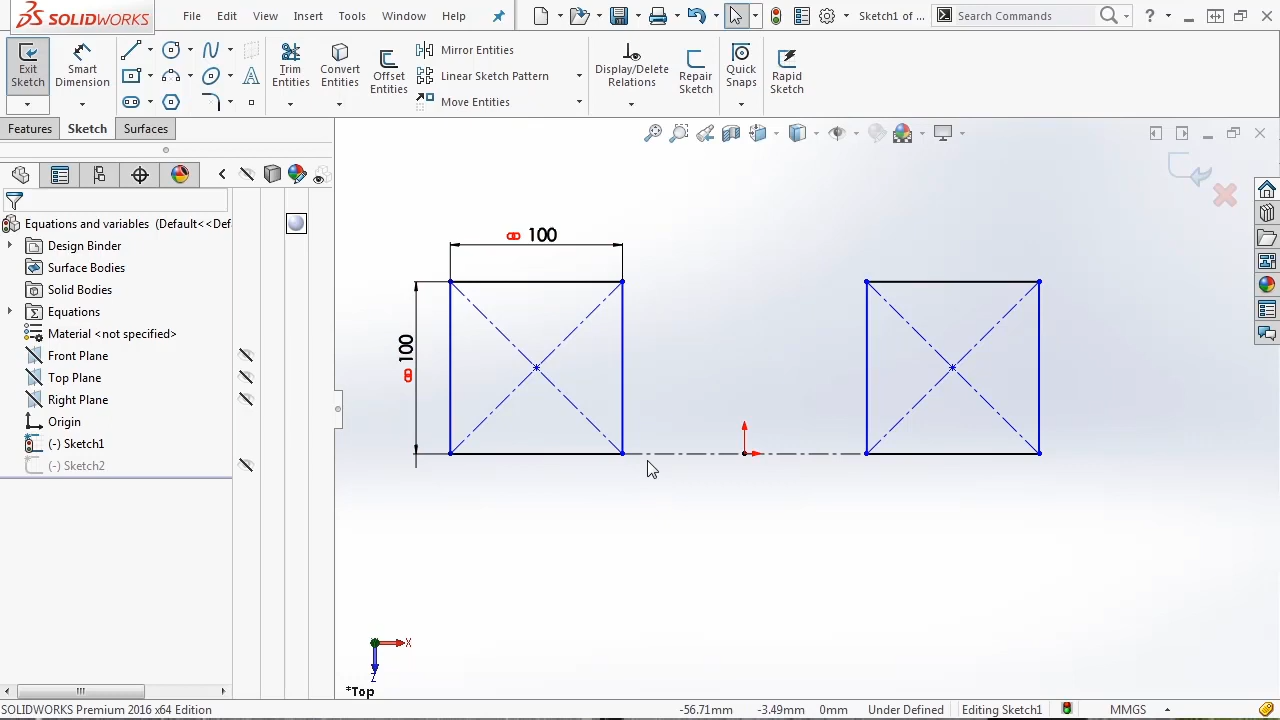 SOLIDWORKS
File Edit View Insert Tools Window Help
Sketch1 of ...
Search Commands
?
Exit Sketch
Smart Dimension
Trim Entities
Convert Entities
Offset Entities
Mirror Entities
Linear Sketch Pattern
Move Entities
Display/Delete Relations
Repair Sketch
Quick Snaps
Rapid Sketch
Features Sketch Surfaces
Equations and variables (Default<<Def
Design Binder
Surface Bodies
Solid Bodies
Equations
Material <not specified>
Front Plane
Top Plane
Right Plane
Origin
(-) Sketch1
(-) Sketch2
100
100
X
Z
*Top
SOLIDWORKS Premium 2016 x64 Edition
-56.71mm -3.49mm 0mm Under Defined Editing Sketch1 MMGS